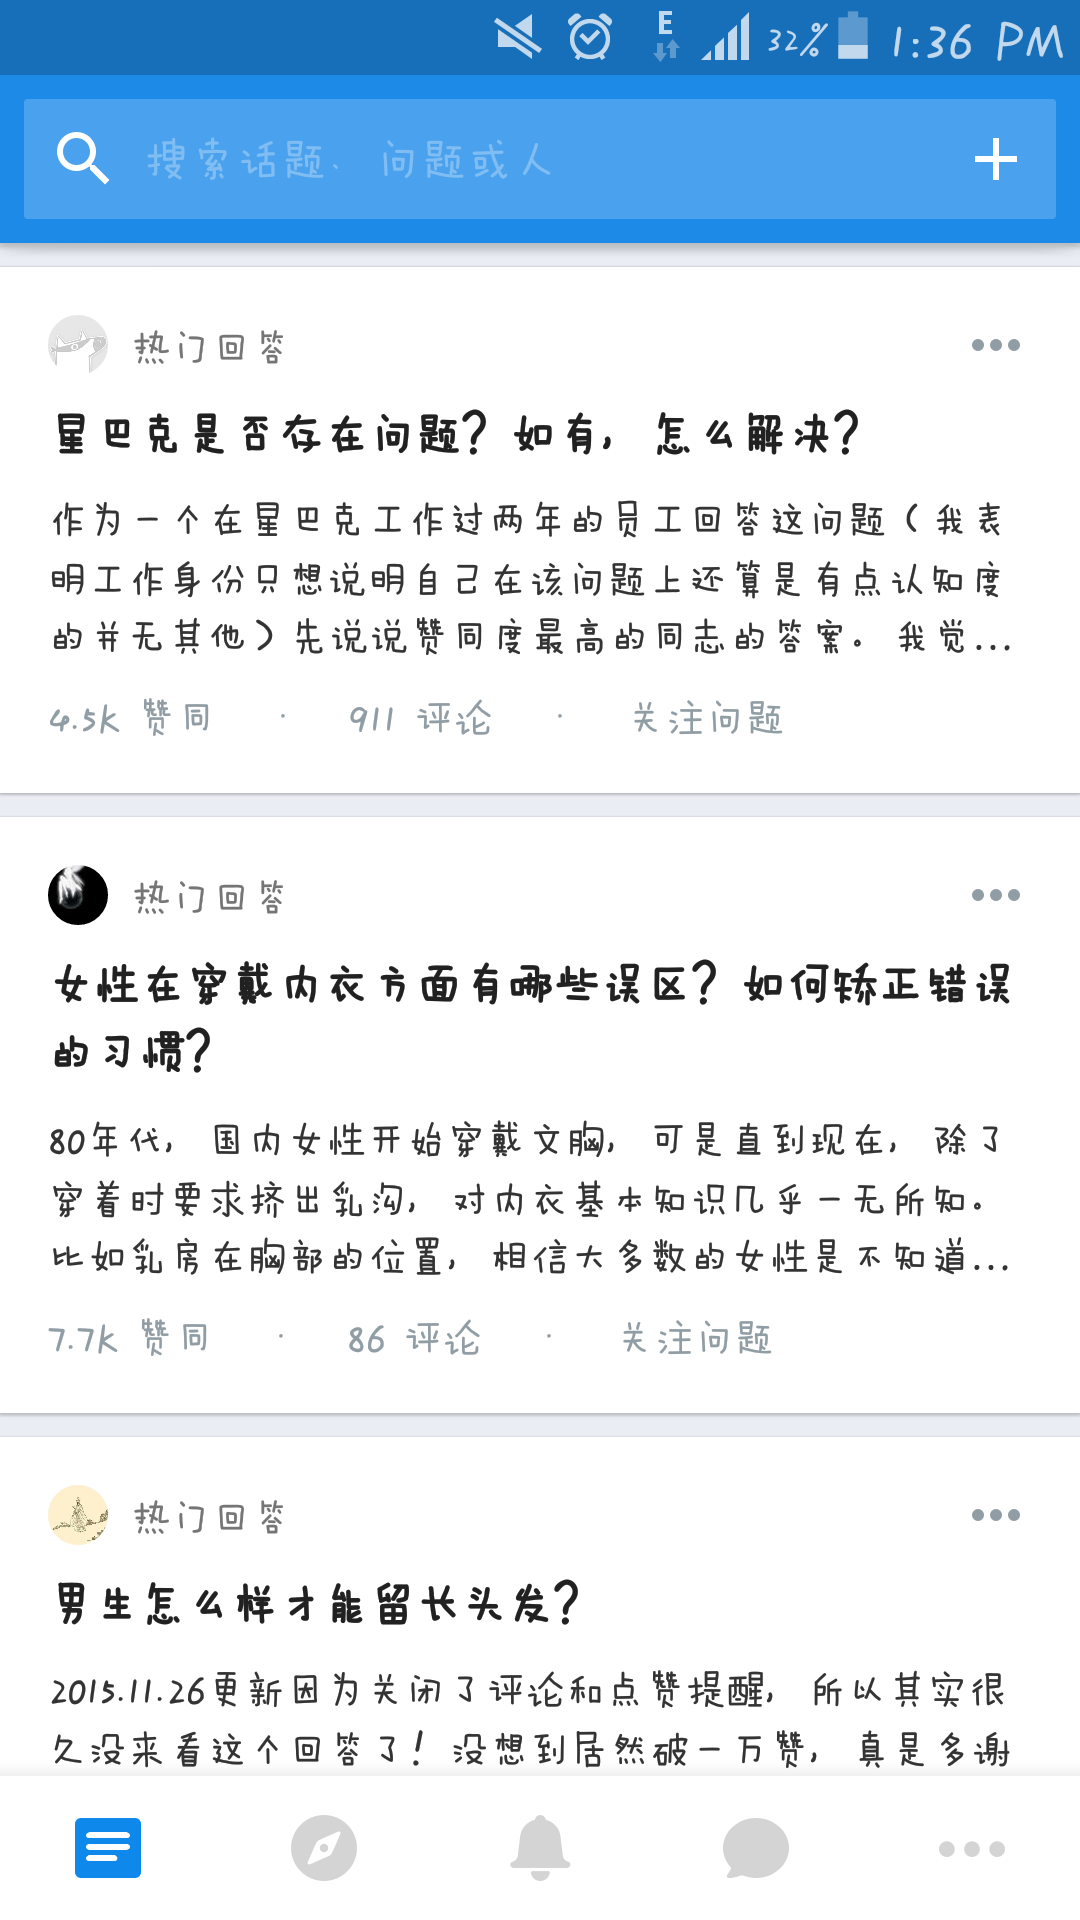 E 32% 1:36 PM
搜索话题、问题或人
热门回答
星巴克是否存在问题？如有，怎么解决？
作为一个在星巴克工作过两年的员工回答这问题（我表
明工作身份只想说明自己在该问题上还算是有点认知度
的并无其他）先说说赞同度最高的同志的答案。我觉...
4.5K 赞同 · 911 评论 · 关注问题
热门回答
女性在穿戴内衣方面有哪些误区？如何矫正错误
的习惯？
80年代，国内女性开始穿戴文胸，可是直到现在，除了
穿着时要求挤出乳沟，对内衣基本知识几乎一无所知。
比如乳房在胸部的位置，相信大多数的女性是不知道...
7.7K 赞同 · 86 评论 · 关注问题
热门回答
男生怎么样才能留长头发？
2015.11.26更新因为关闭了评论和点赞提醒，所以其实很
久没来看这个回答了！没想到居然破一万赞，真是多谢